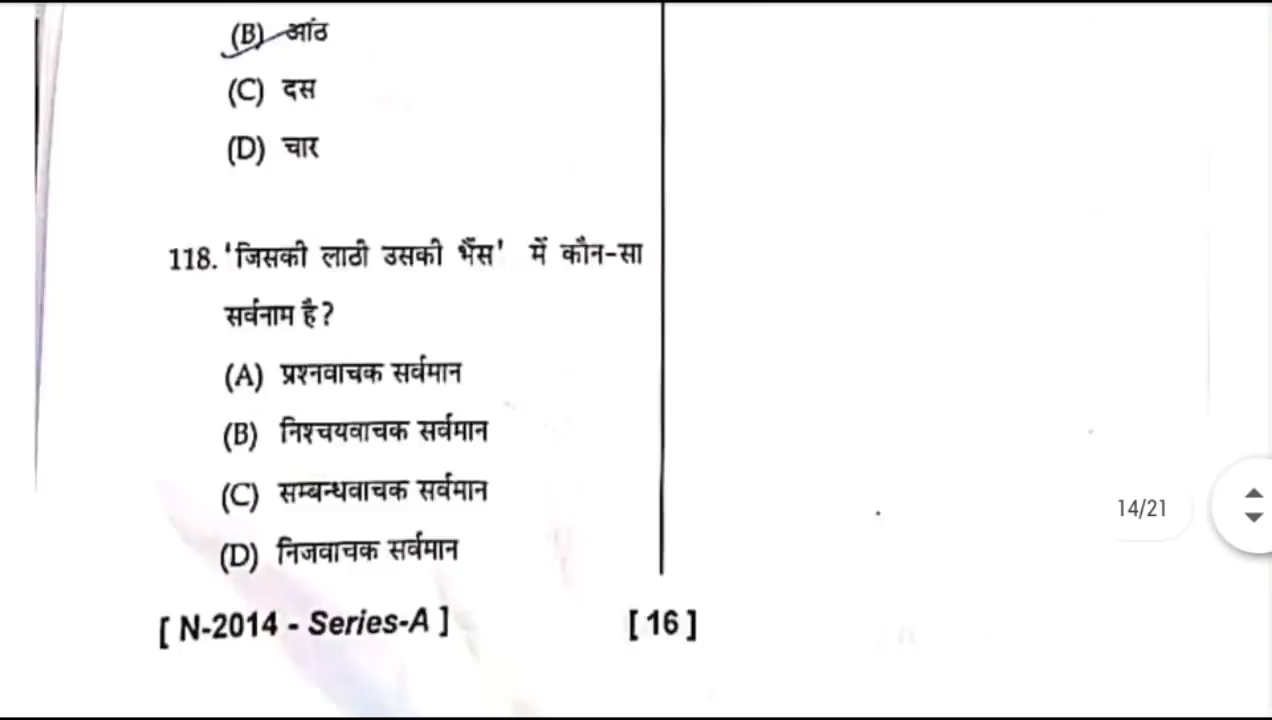 (B) आंठ
(C) दस
(D) चार
118. 'जिसकी लाठी उसकी भैंस' में कौन-सा
सर्वनाम है?
(A) प्रश्नवाचक सर्वमान
(B) निश्चयवाचक सर्वमान
(C) सम्बन्धवाचक सर्वमान
(D) निजवाचक सर्वमान
14/21
[ N-2014 - Series-A ]
[ 16 ]